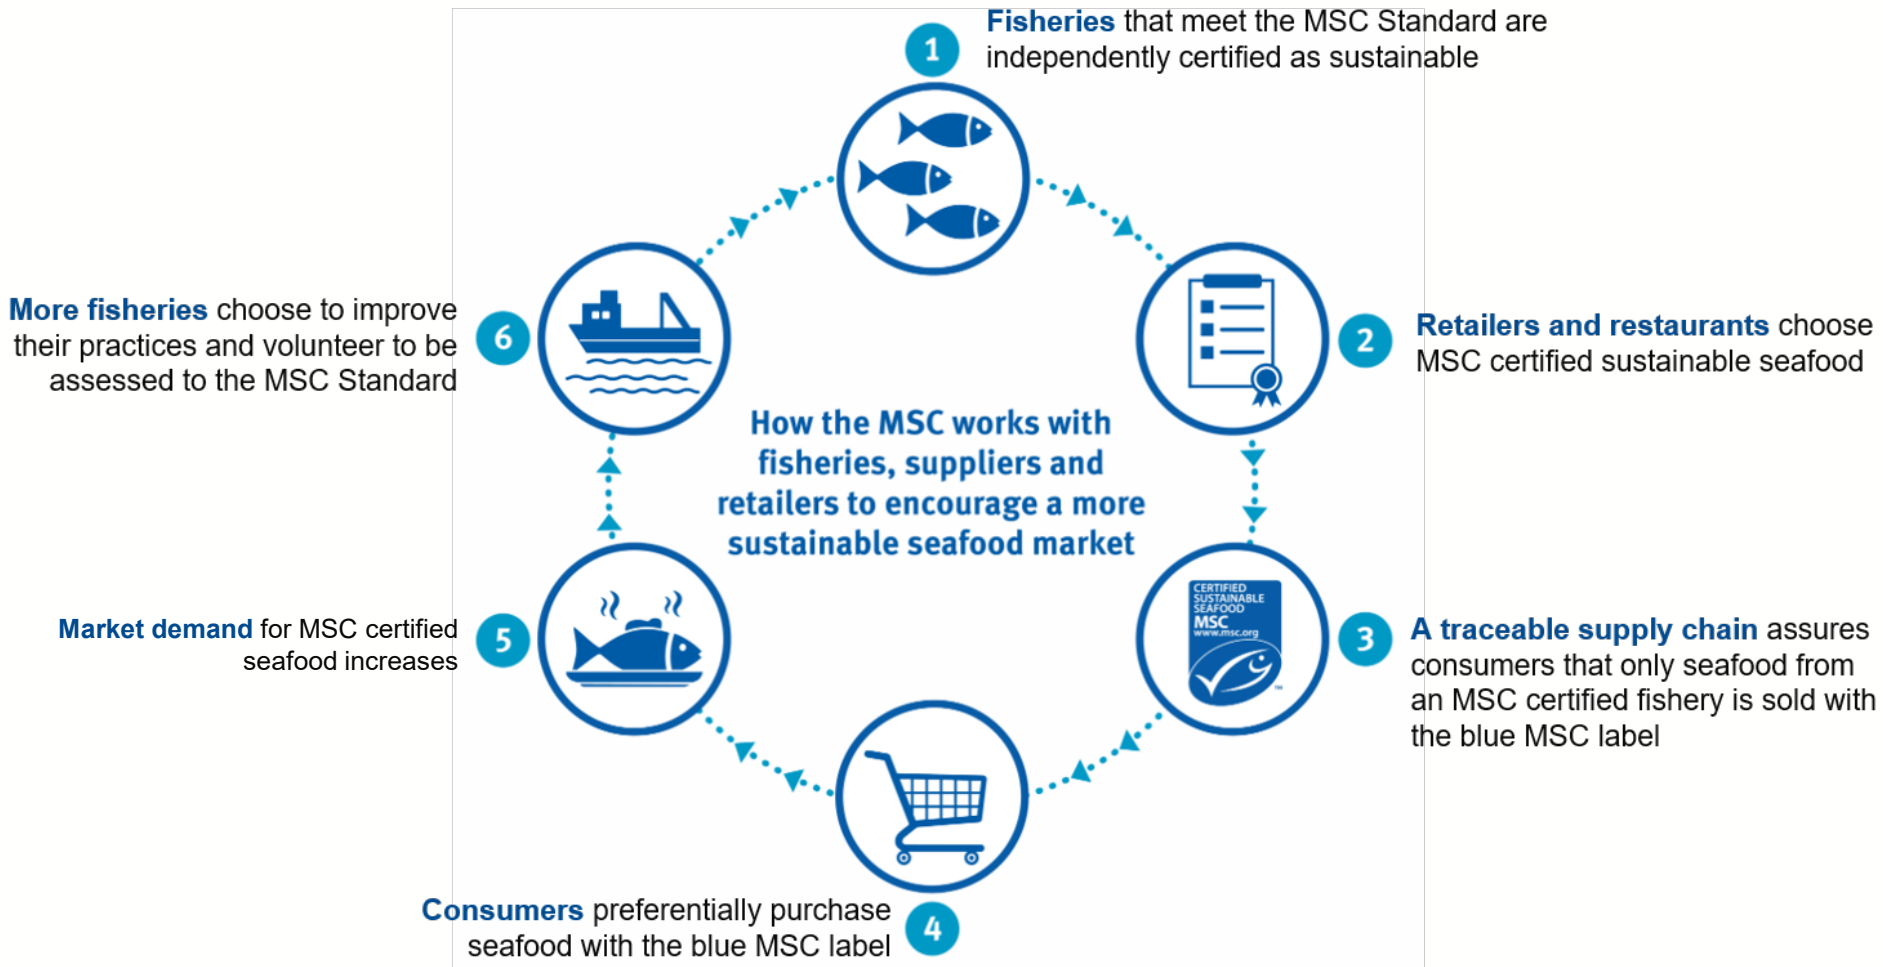 1
Fisheries that meet the MSC Standard are
independently certified as sustainable
2
Retailers and restaurants choose
MSC certified sustainable seafood
CERTIFIED
SUSTAINABLE
SEAFOOD
MSC
www.msc.org
™
3
A traceable supply chain assures
consumers that only seafood from
an MSC certified fishery is sold with
the blue MSC label
4
Consumers preferentially purchase
seafood with the blue MSC label
5
Market demand for MSC certified
seafood increases
6
More fisheries choose to improve
their practices and volunteer to be
assessed to the MSC Standard
How the MSC works with
fisheries, suppliers and
retailers to encourage a more
sustainable seafood market